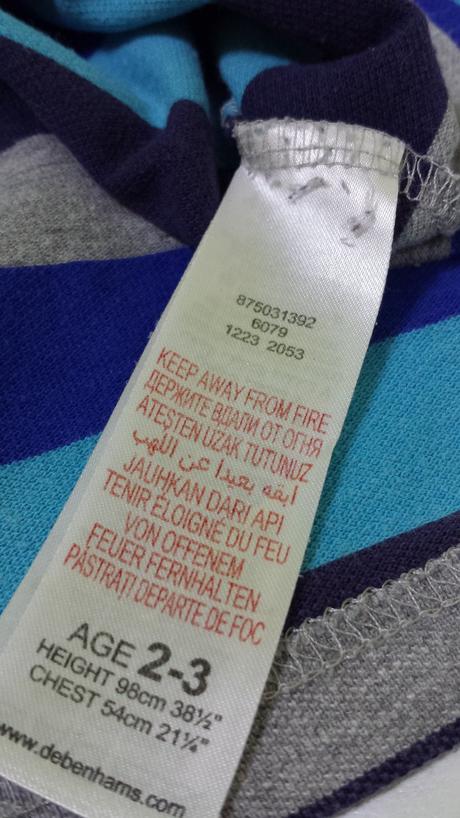 875031392
6079
1223 2053
KEEP AWAY FROM FIRE
ДЕРЖИТЕ ВДАЛИ ОТ ОГНЯ
ATEŞTEN UZAK TUTUNUZ
ابقه بعيدا عن اللهب
JAUHKAN DARI API
TENIR ÉLOIGNÉ DU FEU
VON OFFENEM
FEUER FERNHALTEN
PĂSTRAȚI DEPARTE DE FOC
AGE 2-3
HEIGHT 98cm 38½"
CHEST 54cm 21¼"
www.debenhams.com